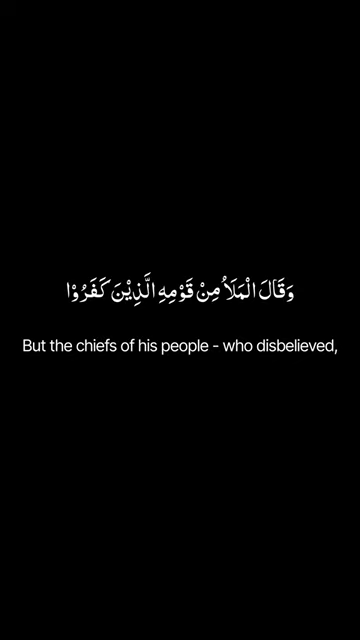 وَقَالَ الْمَلَاُ مِنْ قَوْمِهِ الَّذِيْنَ كَفَرُوْا
But the chiefs of his people - who disbelieved,